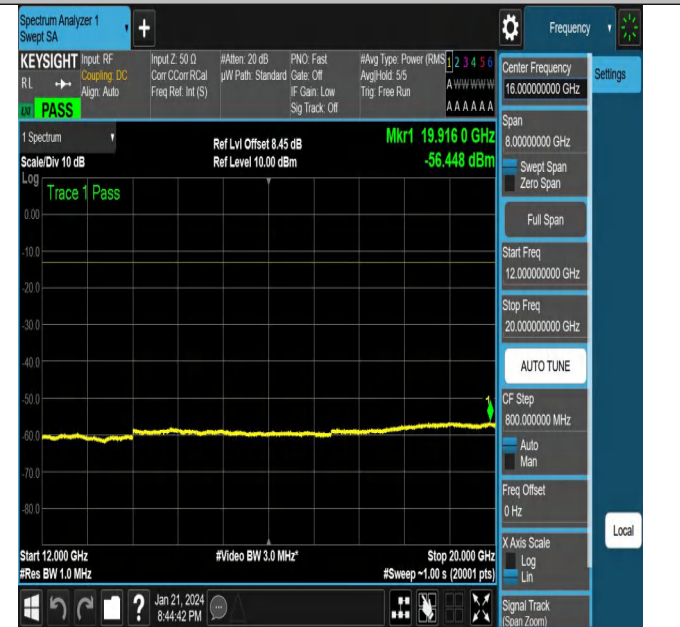 Spectrum Analyzer 1
Swept SA
Frequency
KEYSIGHT
RL
PASS
Input: RF
Coupling: DC
Align: Auto
Input Z: 50 Ω
Corr CCorr RCal
Freq Ref: Int (S)
#Atten: 20 dB
µW Path: Standard
PNO: Fast
Gate: Off
IF Gain: Low
Sig Track: Off
#Avg Type: Power (RMS
Avg|Hold: 5/5
Trig: Free Run
1 2 3 4 5 6
A W W W W W
A A A A A A
1 Spectrum
Scale/Div 10 dB
Ref Lvl Offset 8.45 dB
Ref Level 10.00 dBm
Mkr1 19.916 0 GHz
-56.448 dBm
Log
Trace 1 Pass
0.00
-10.0
-20.0
-30.0
-40.0
-50.0
-60.0
-70.0
-80.0
1
Start 12.000 GHz
#Res BW 1.0 MHz
#Video BW 3.0 MHz*
Stop 20.000 GHz
#Sweep ~1.00 s (20001 pts)
Jan 21, 2024
8:44:42 PM
Center Frequency
16.000000000 GHz
Span
8.00000000 GHz
Swept Span
Zero Span
Full Span
Start Freq
12.000000000 GHz
Stop Freq
20.000000000 GHz
AUTO TUNE
CF Step
800.000000 MHz
Auto
Man
Freq Offset
0 Hz
X Axis Scale
Log
Lin
Signal Track
(Span Zoom)
Settings
Local